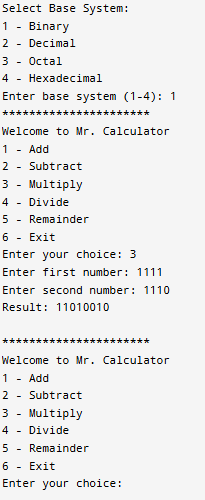 Select Base System:
1 - Binary
2 - Decimal
3 - Octal
4 - Hexadecimal
Enter base system (1-4): 1
**********************
Welcome to Mr. Calculator
1 - Add
2 - Subtract
3 - Multiply
4 - Divide
5 - Remainder
6 - Exit
Enter your choice: 3
Enter first number: 1111
Enter second number: 1110
Result: 11010010

**********************
Welcome to Mr. Calculator
1 - Add
2 - Subtract
3 - Multiply
4 - Divide
5 - Remainder
6 - Exit
Enter your choice: